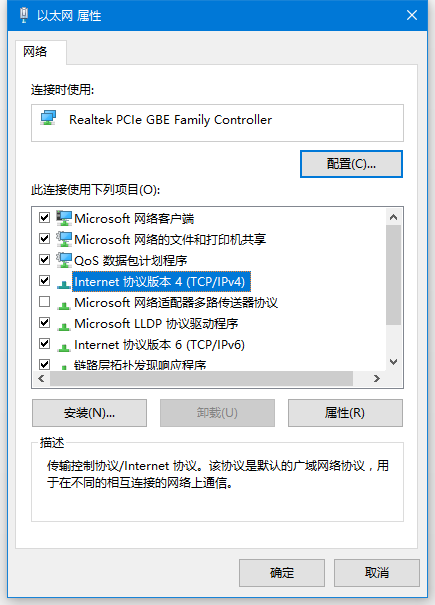 以太网 属性
网络
连接时使用:
Realtek PCIe GBE Family Controller
配置(C)...
此连接使用下列项目(O):
Microsoft 网络客户端
Microsoft 网络的文件和打印机共享
QoS 数据包计划程序
Internet 协议版本 4 (TCP/IPv4)
Microsoft 网络适配器多路传送器协议
Microsoft LLDP 协议驱动程序
Internet 协议版本 6 (TCP/IPv6)
链路层拓扑发现响应程序
安装(N)...
卸载(U)
属性(R)
描述
传输控制协议/Internet 协议。该协议是默认的广域网络协议，用
于在不同的相互连接的网络上通信。
确定
取消